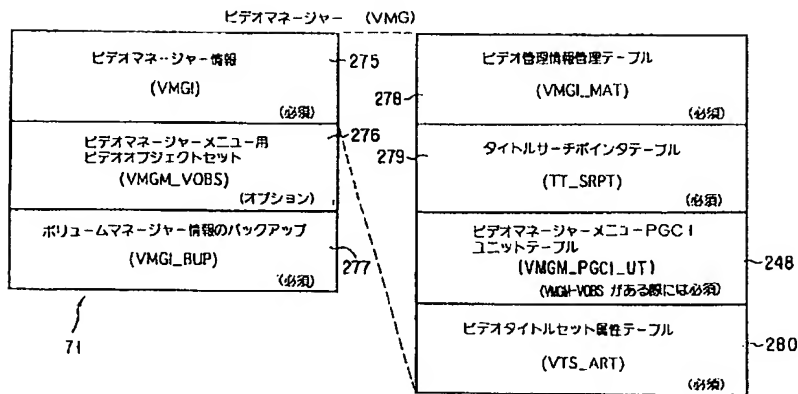 ビデオマネージャー (VMG)
ビデオマネージャー情報
(VMGI)
(必須)
275
276
ビデオマネージャーメニュー用
ビデオオブジェクトセット
(VMGM_VOBS)
(オプション)
ボリュームマネージャー情報のバックアップ
(VMGI_BUP)
(必須)
277
71
ビデオ管理情報管理テーブル
(VMGI_MAT)
(必須)
278
279
タイトルサーチポインタテーブル
(TT_SRPT)
(必須)
ビデオマネージャーメニューPGCI
ユニットテーブル
(VMGM_PGCI_UT)
(VMGM-VOBS がある際には必須)
248
ビデオタイトルセット属性テーブル
(VTS_ART)
(必須)
280